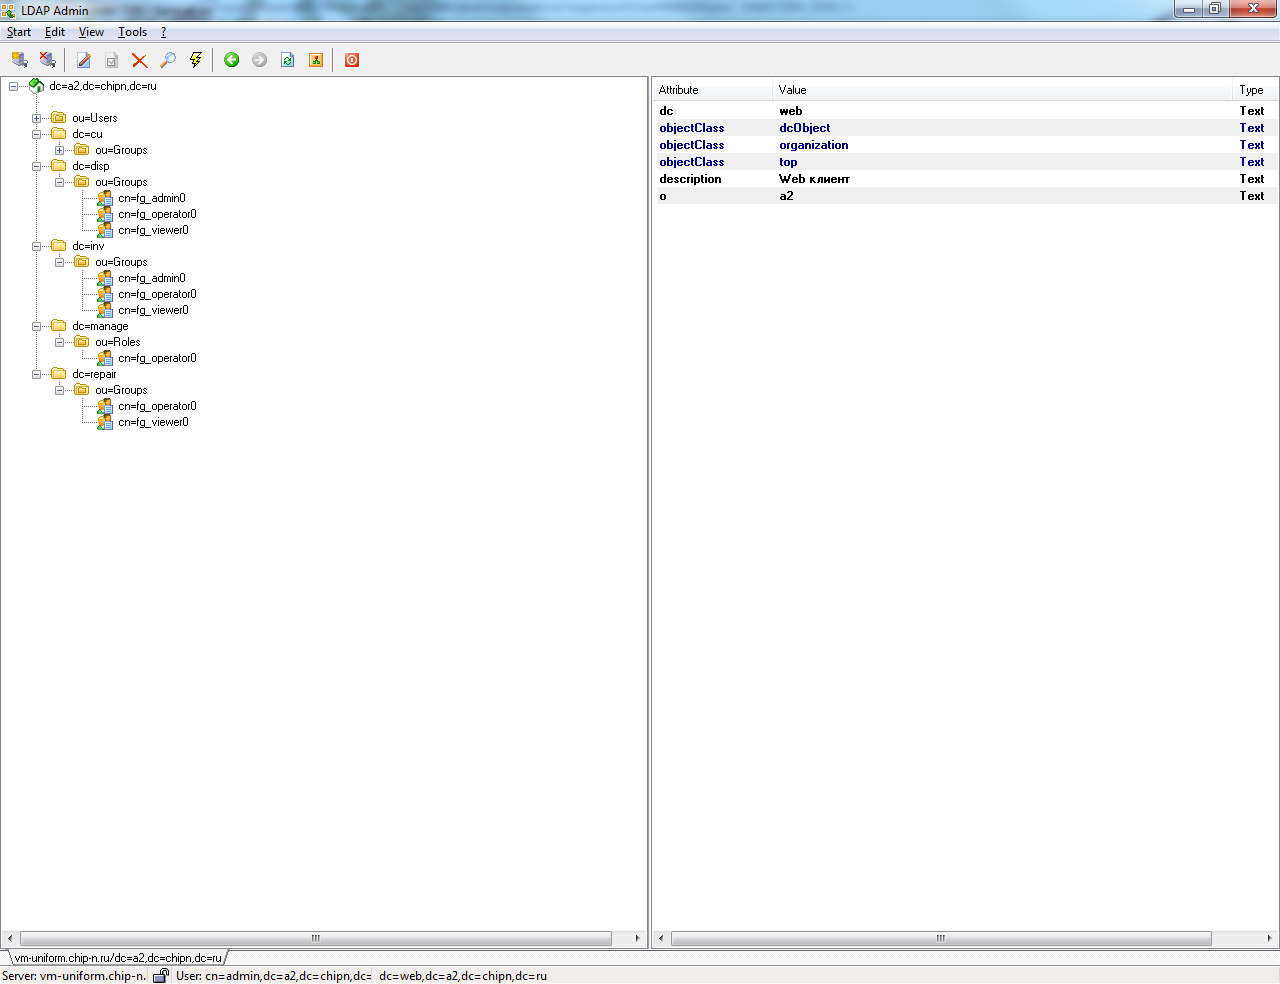 LDAP Admin
Start Edit View Tools ?
dc=a2,dc=chipn,dc=ru
ou=Users
dc=cu
ou=Groups
dc=disp
ou=Groups
cn=fg_admin0
cn=fg_operator0
cn=fg_viewer0
dc=inv
ou=Groups
cn=fg_admin0
cn=fg_operator0
cn=fg_viewer0
dc=manage
ou=Roles
cn=fg_operator0
dc=repair
ou=Groups
cn=fg_operator0
cn=fg_viewer0
Attribute Value Type
dc web Text
objectClass dcObject Text
objectClass organization Text
objectClass top Text
description Web клиент Text
o a2 Text
vm-uniform.chip-n.ru/dc=a2,dc=chipn,dc=ru
Server: vm-uniform.chip-n. User: cn=admin,dc=a2,dc=chipn,dc= dc=web,dc=a2,dc=chipn,dc=ru